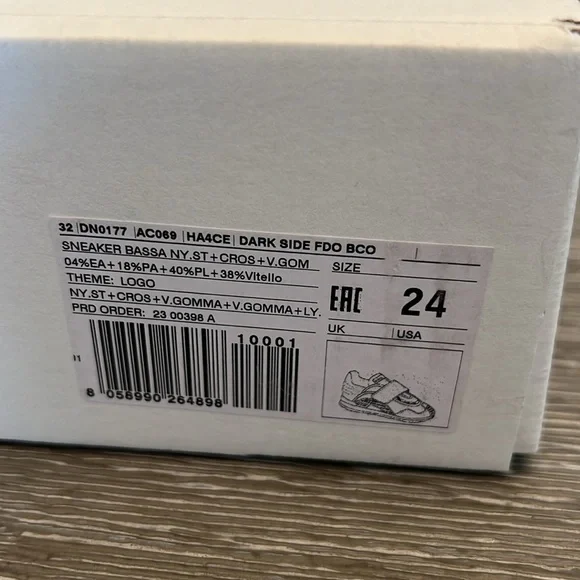 32 DN0177 AC069 HA4CE DARK SIDE FDO BCO
SNEAKER BASSA NY.ST+CROS+V.GOM
04%EA+18%PA+40%PL+38%Vitello
THEME: LOGO
NY.ST+CROS+V.GOMMA+V.GOMMA+LY.
PRD ORDER: 23 00398 A
SIZE
EAC 24
UK USA
10001
8 058990 264898